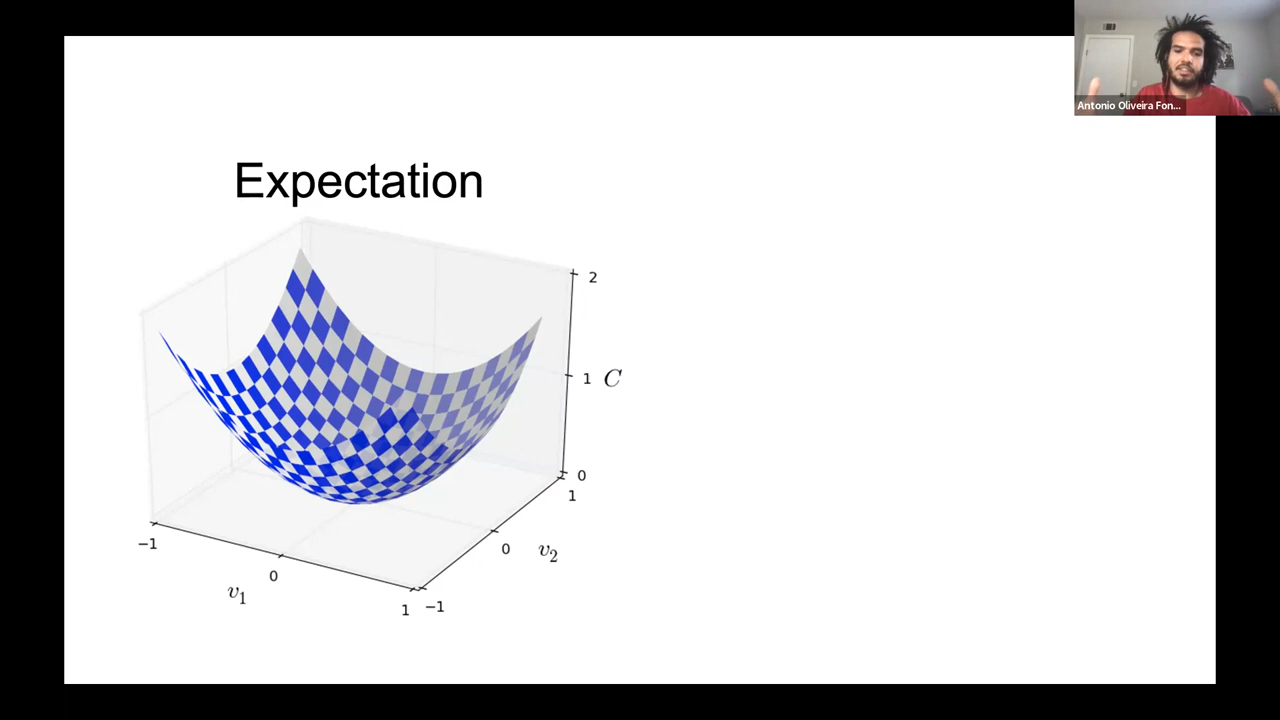 Antonio Oliveira Fon...
Expectation
2
1 C
0
1
−1
0
v₂
0
v₁
1 −1